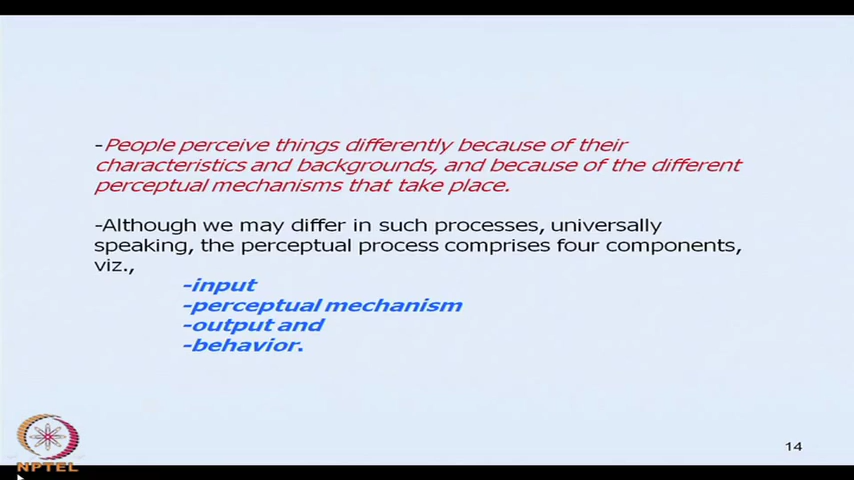 -People perceive things differently because of their
characteristics and backgrounds, and because of the different
perceptual mechanisms that take place.
-Although we may differ in such processes, universally
speaking, the perceptual process comprises four components,
viz.,
-input
-perceptual mechanism
-output and
-behavior.
NPTEL
14